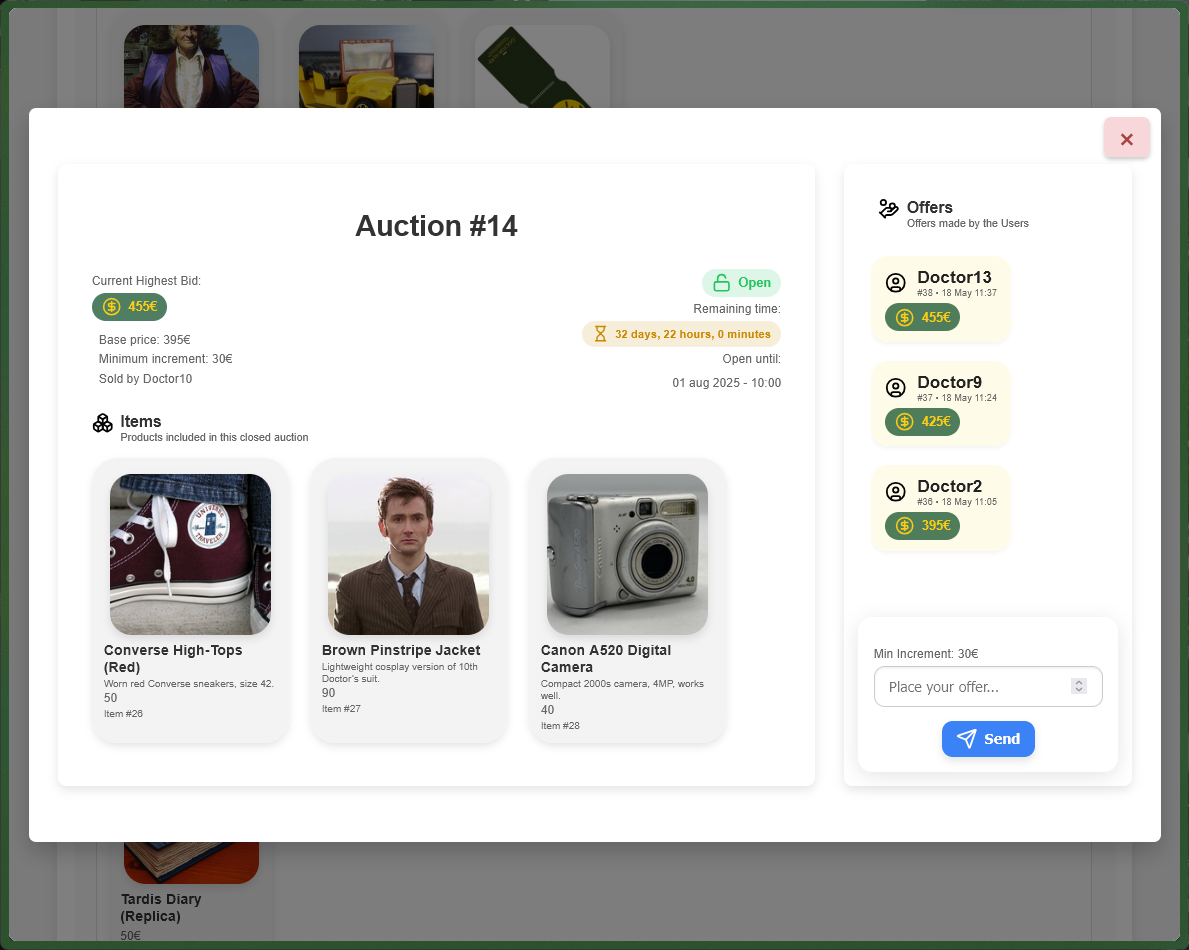 Auction #14
Current Highest Bid:
455€
Base price: 395€
Minimum increment: 30€
Sold by Doctor10
Open
Remaining time:
32 days, 22 hours, 0 minutes
Open until:
01 aug 2025 - 10:00
Items
Products included in this closed auction
UNIVERSE
TRAVELER
Converse High-Tops
(Red)
Worn red Converse sneakers, size 42.
50
Item #26
Brown Pinstripe Jacket
Lightweight cosplay version of 10th
Doctor's suit.
90
Item #27
4.0
Canon A520 Digital
Camera
Compact 2000s camera, 4MP, works
well.
40
Item #28
Offers
Offers made by the Users
Doctor13
#38 • 18 May 11:37
455€
Doctor9
#37 • 18 May 11:24
425€
Doctor2
#36 • 18 May 11:05
395€
Min Increment: 30€
Place your offer...
Send
Tardis Diary
(Replica)
50€